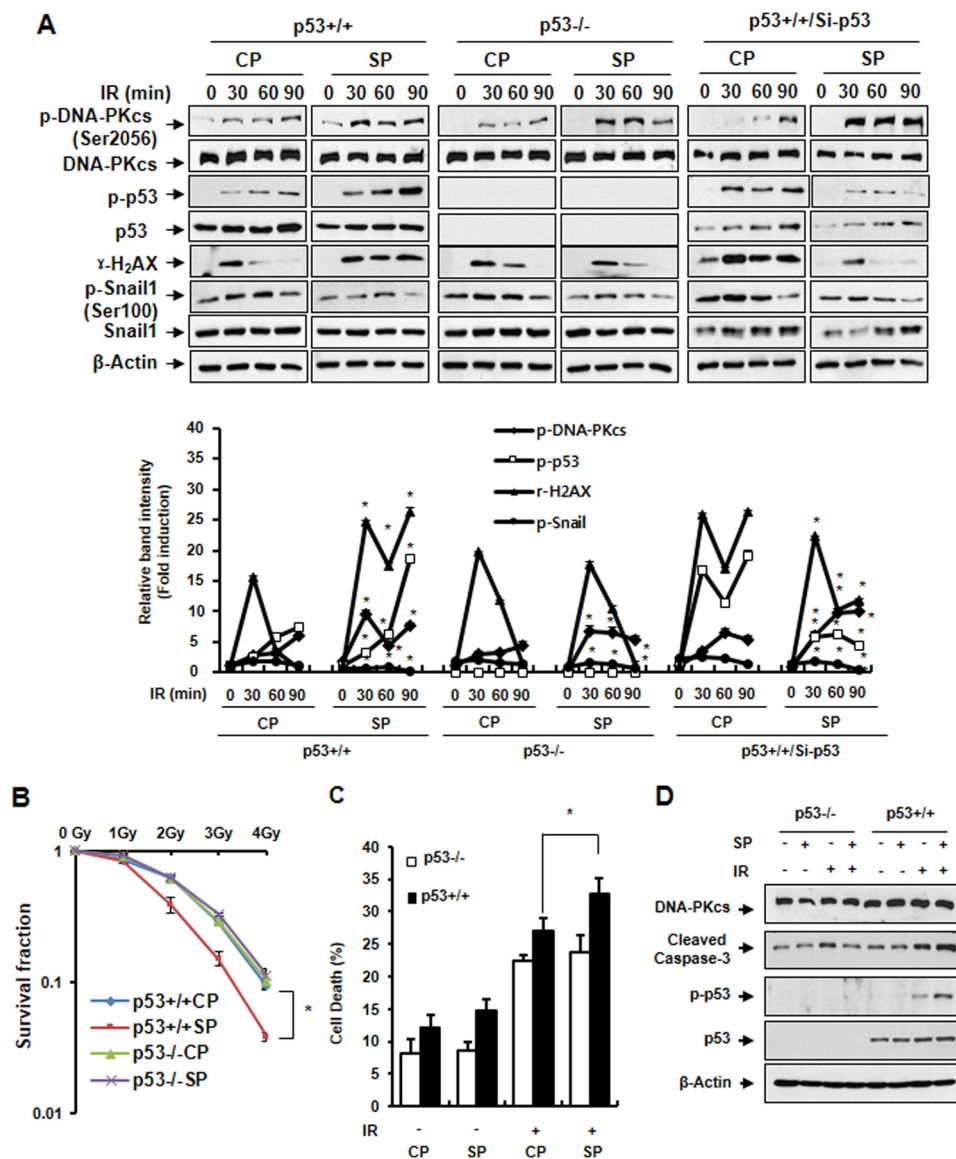 A
p53+/+ p53-/- p53+/+/Si-p53
CP SP CP SP CP SP
IR (min) 0 30 60 90 0 30 60 90 0 30 60 90 0 30 60 90 0 30 60 90 0 30 60 90
p-DNA-PKcs
(Ser2056)
DNA-PKcs
p-p53
p53
ɤ-H2AX
p-Snail1
(Ser100)
Snail1
β-Actin
Relative band intensity
(Fold induction)
40
35
30
25
20
15
10
5
0
p-DNA-PKcs
p-p53
r-H2AX
p-Snail
* * * * * * * * * * * * * * * * * * * * * * * * * *
IR (min) 0 30 60 90 0 30 60 90 0 30 60 90 0 30 60 90 0 30 60 90 0 30 60 90
CP SP CP SP CP SP
p53+/+ p53-/- p53+/+/Si-p53
B
0 Gy 1Gy 2Gy 3Gy 4Gy
Survival fraction
1
0.1
0.01
p53+/+CP
p53+/+SP
p53-/-CP
p53-/-SP
*
C
*
p53-/-
p53+/+
Cell Death (%)
40
35
30
25
20
15
10
5
0
IR - - + +
CP SP CP SP
D
p53-/- p53+/+
SP - + - + - + - +
IR - - + + - - + +
DNA-PKcs
Cleaved
Caspase-3
p-p53
p53
β-Actin